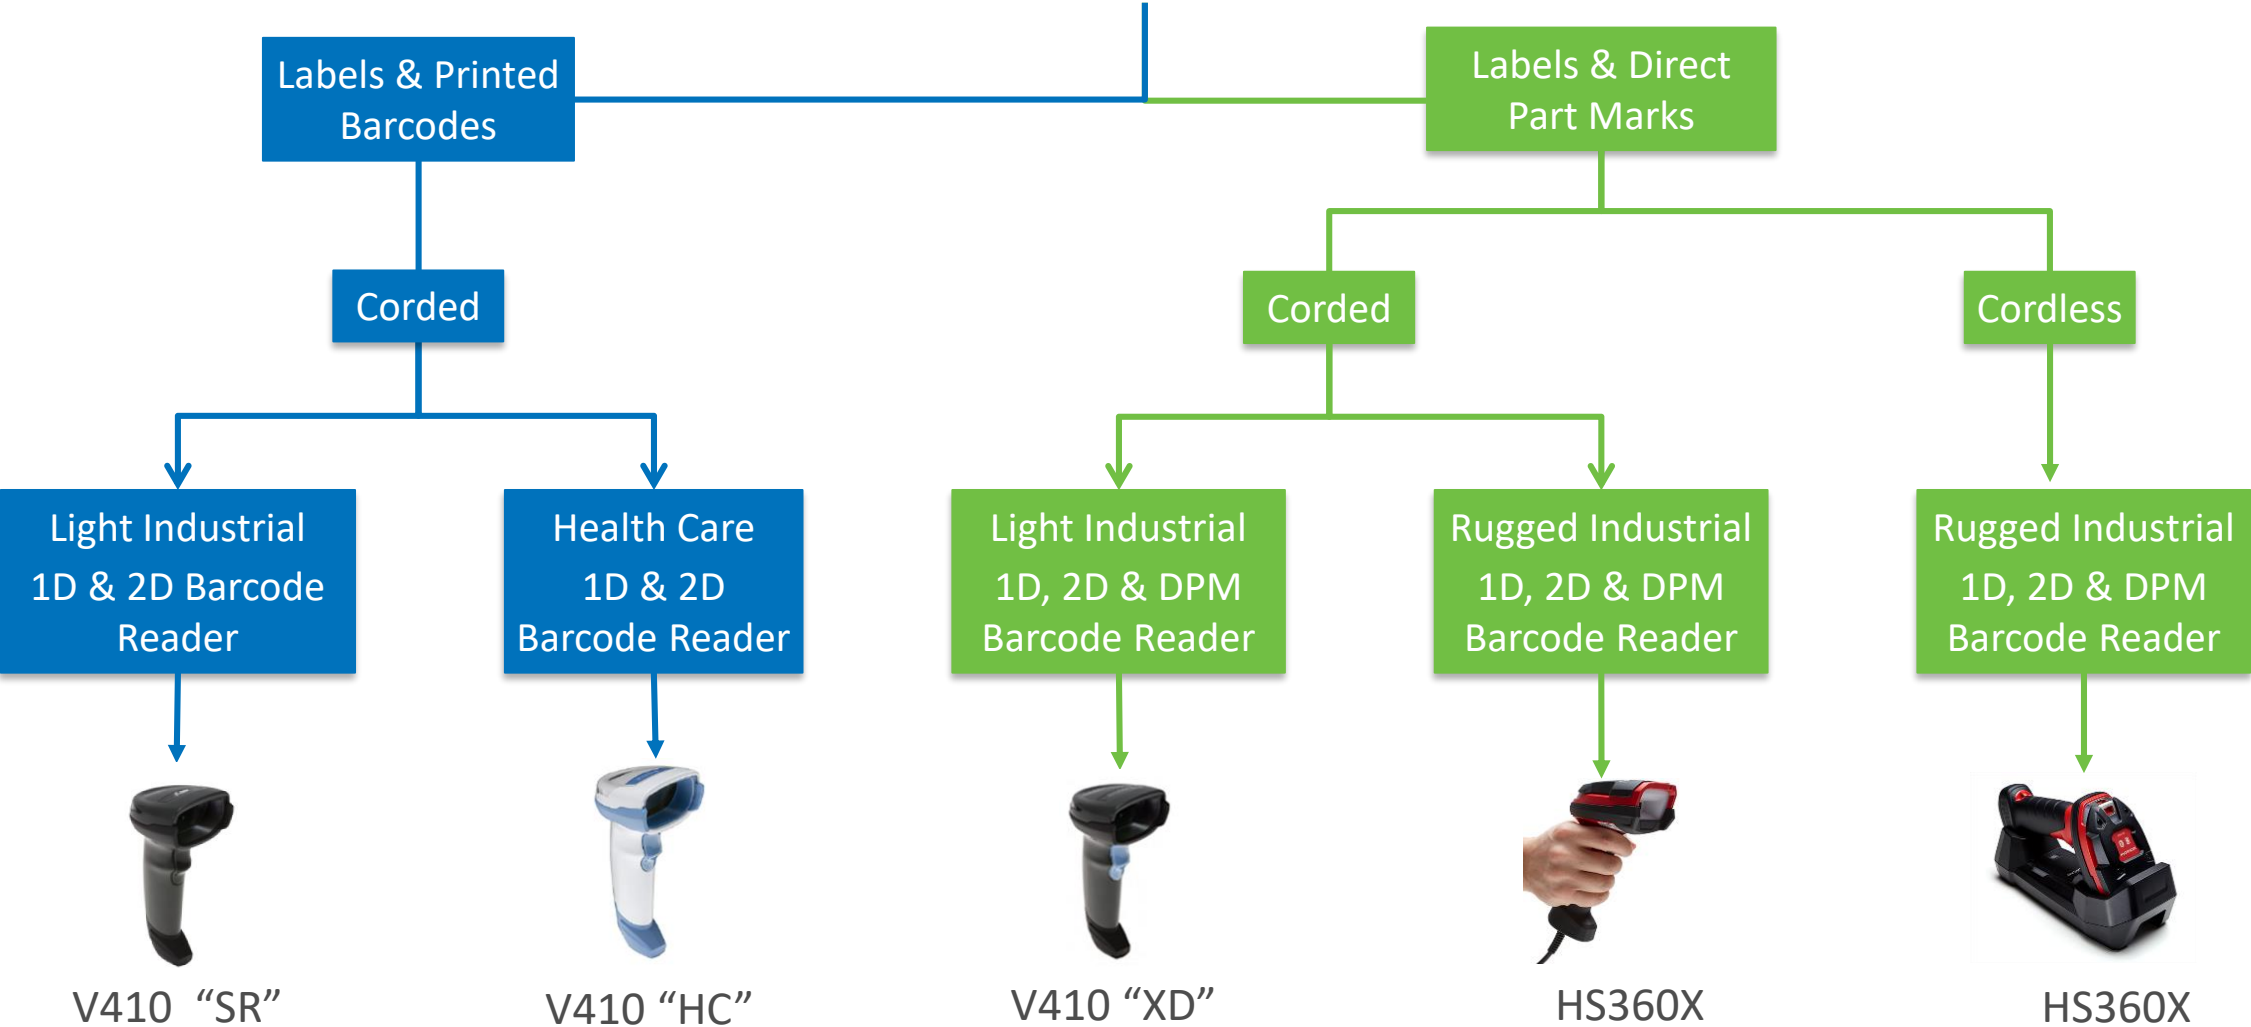 Labels & Printed
Barcodes
Labels & Direct
Part Marks
Corded
Corded
Cordless
Light Industrial
1D & 2D Barcode
Reader
Health Care
1D & 2D
Barcode Reader
Light Industrial
1D, 2D & DPM
Barcode Reader
Rugged Industrial
1D, 2D & DPM
Barcode Reader
Rugged Industrial
1D, 2D & DPM
Barcode Reader
V410 “SR”
V410 “HC”
V410 “XD”
HS360X
HS360X